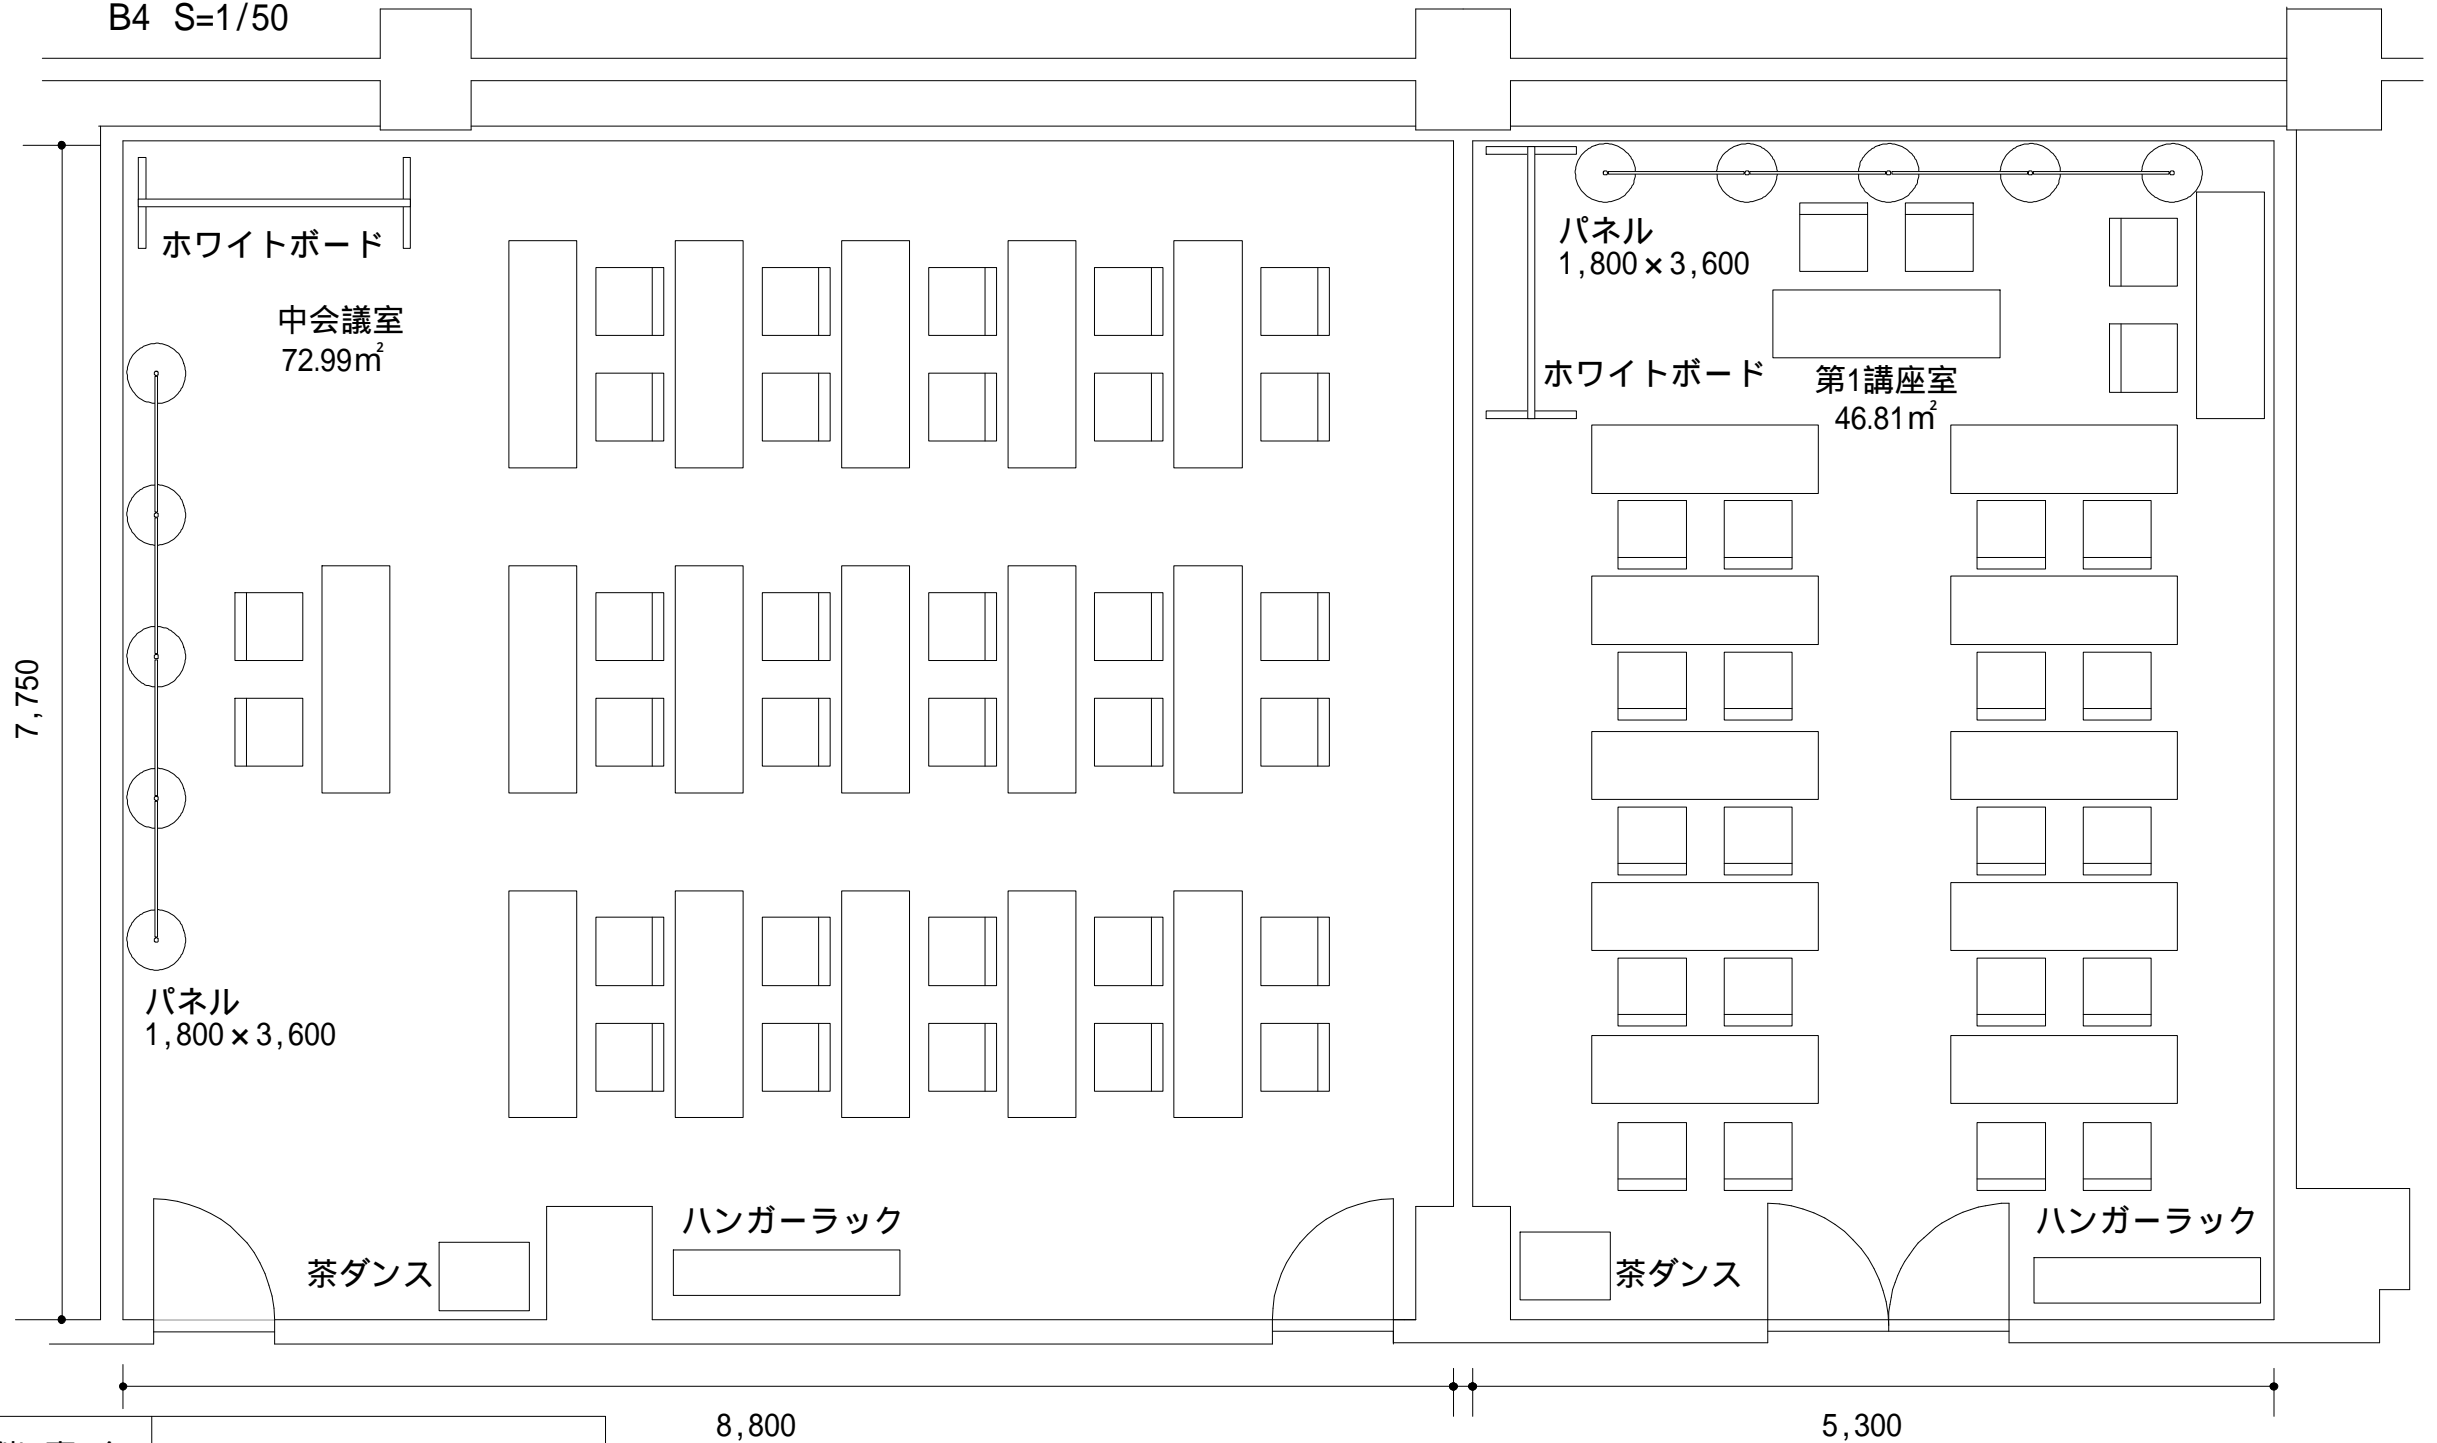 B4 S=1/50
ホワイトボード
中会議室
72.99㎡
パネル
1,800×3,600
ホワイトボード
第1講座室
46.81㎡
7,750
パネル
1,800×3,600
茶ダンス
ハンガーラック
茶ダンス
ハンガーラック
8,800
5,300